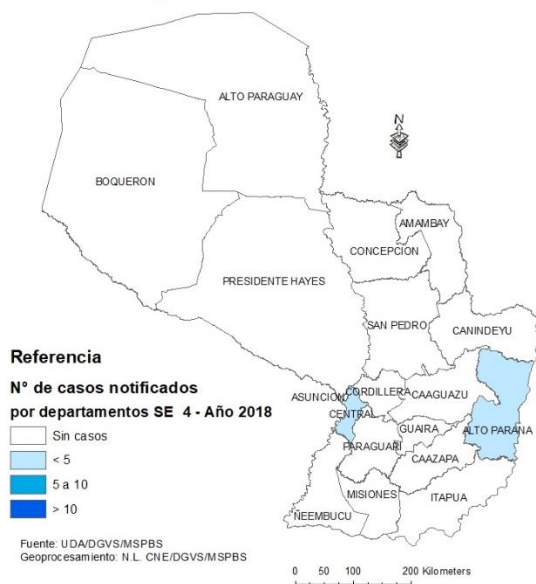 ALTO PARAGUAY
N
BOQUERON
AMAMBAY
CONCEPCION
PRESIDENTE HAYES
SAN PEDRO
CANINDEYU
Referencia
N° de casos notificados
por departamentos SE 4 - Año 2018
Sin casos
< 5
5 a 10
> 10
ASUNCION
CORDILLERA
CAAGUAZU
CENTRAL
GUAIRA
ALTO PARANA
PARAGUARI
CAAZAPA
MISIONES
ITAPUA
ÑEEMBUCU
Fuente: UDA/DGVS/MSPBS
Geoprocesamiento: N.L. CNE/DGVS/MSPBS
0 50 100 200 Kilometers